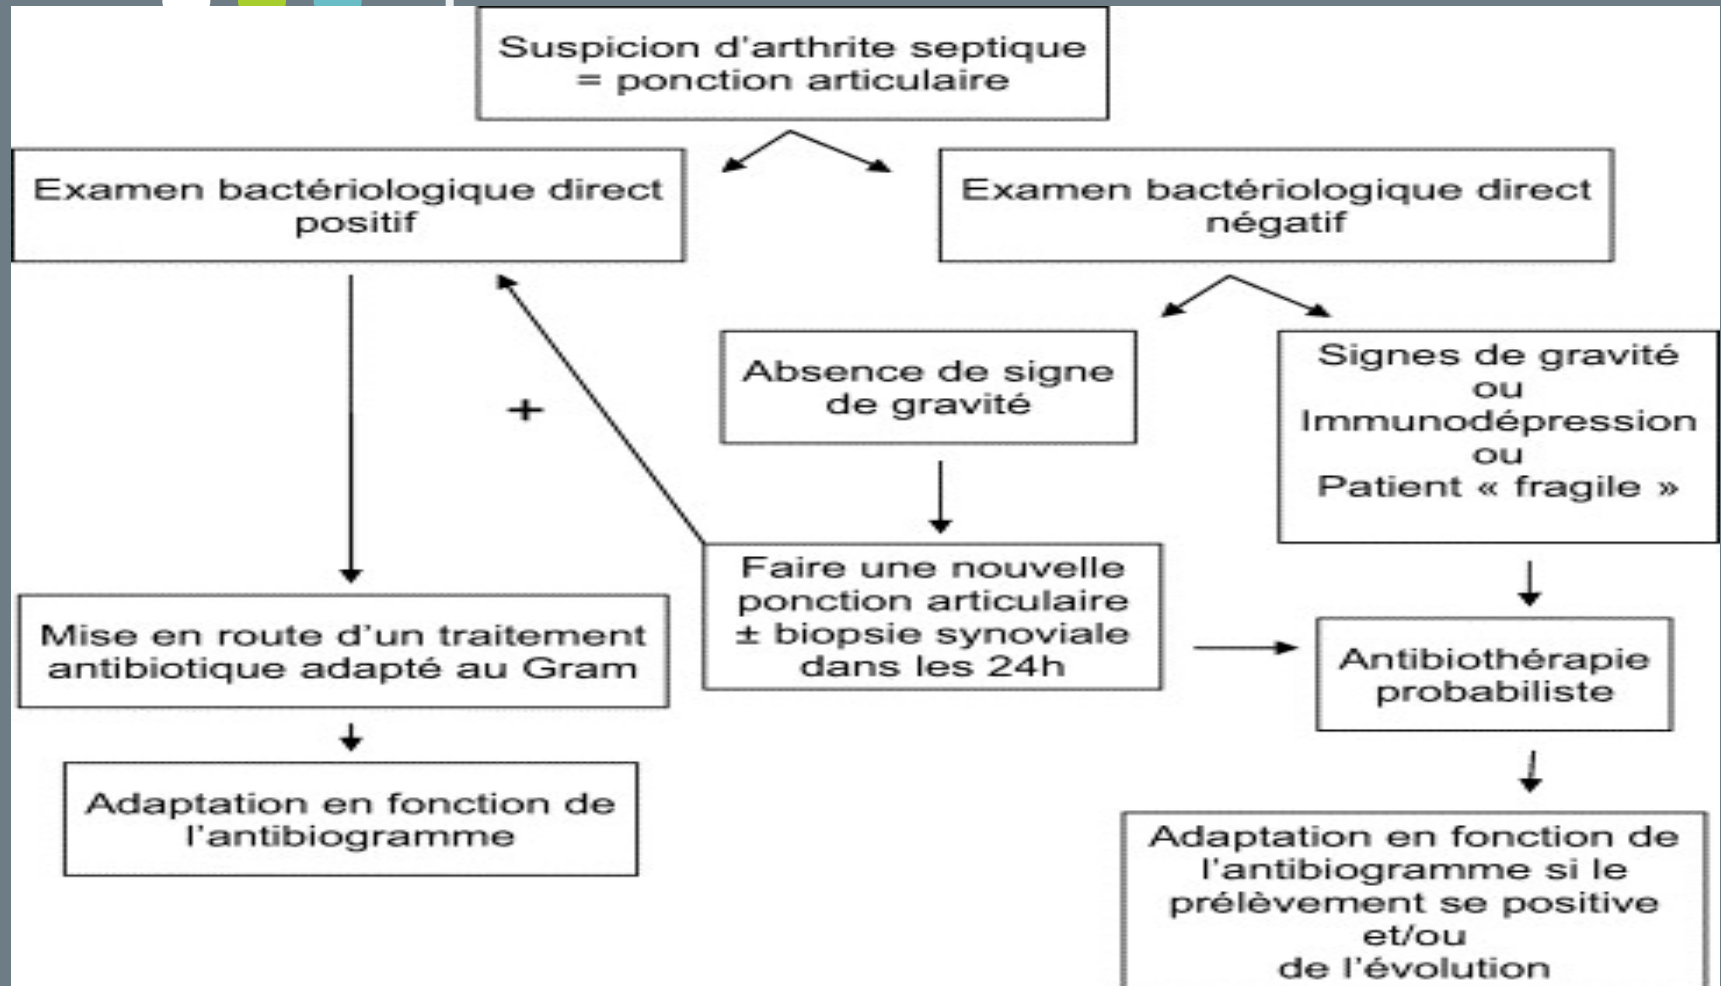 Suspicion d'arthrite septique
= ponction articulaire
Examen bactériologique direct
positif
Examen bactériologique direct
négatif
Absence de signe
de gravité
Signes de gravité
ou
Immunodépression
ou
Patient « fragile »
+
Faire une nouvelle
ponction articulaire
± biopsie synoviale
dans les 24h
Mise en route d'un traitement
antibiotique adapté au Gram
Antibiothérapie
probabiliste
Adaptation en fonction de
l'antibiogramme
Adaptation en fonction de
l'antibiogramme si le
prélèvement se positive
et/ou
de l'évolution